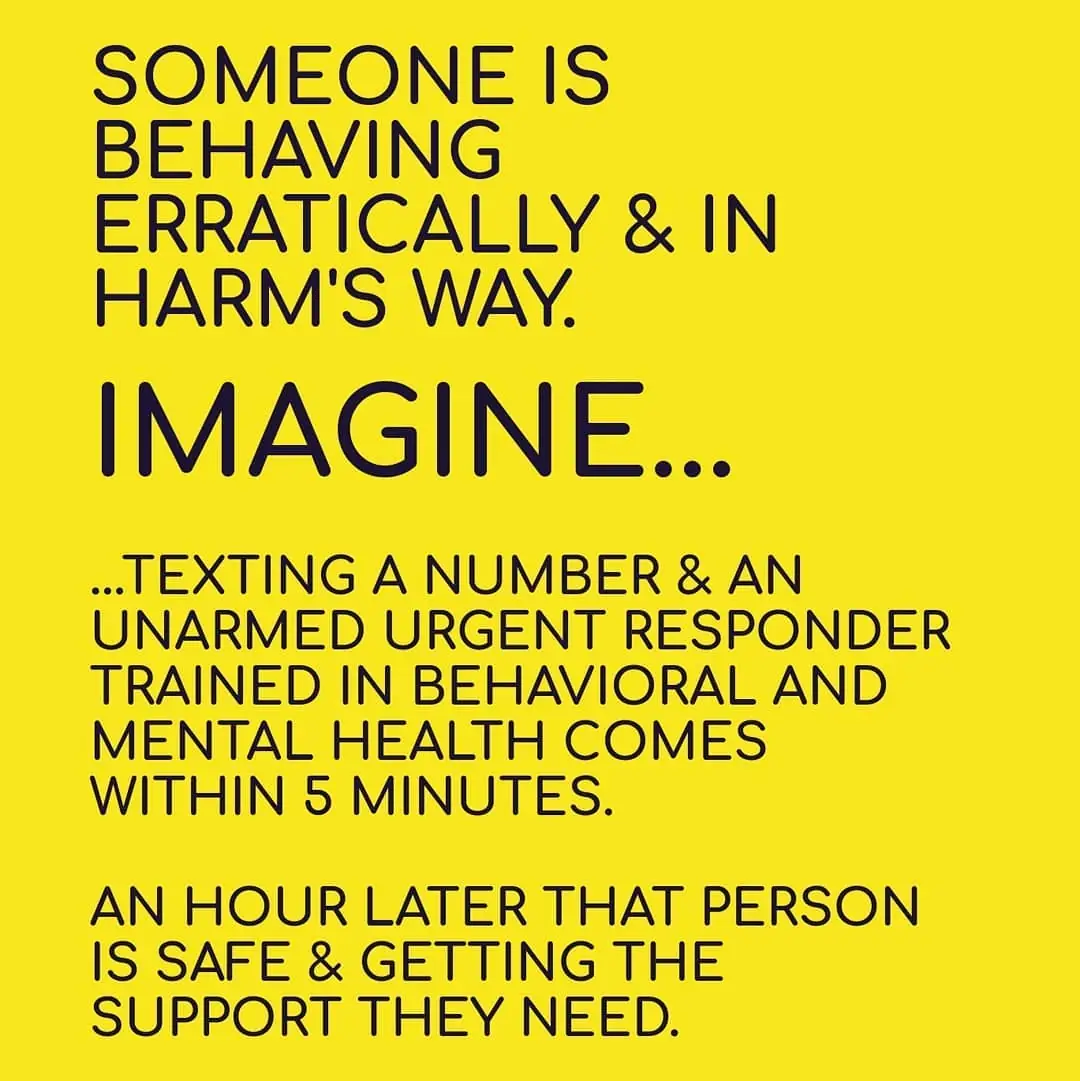 SOMEONE IS
BEHAVING
ERRATICALLY & IN
HARM'S WAY.
IMAGINE...
...TEXTING A NUMBER & AN
UNARMED URGENT RESPONDER
TRAINED IN BEHAVIORAL AND
MENTAL HEALTH COMES
WITHIN 5 MINUTES.
AN HOUR LATER THAT PERSON
IS SAFE & GETTING THE
SUPPORT THEY NEED.